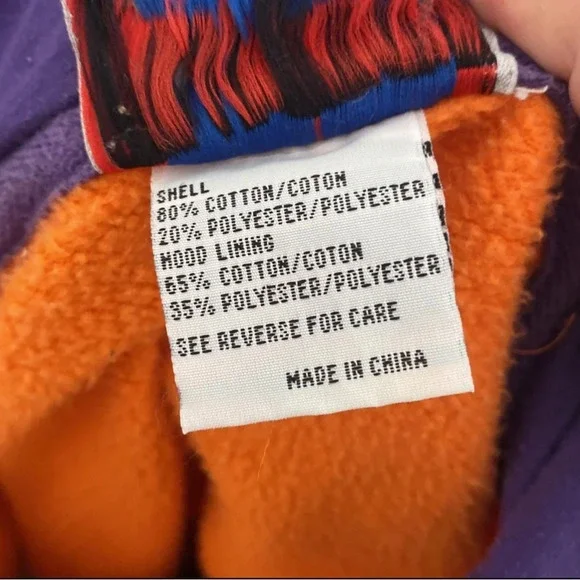 SHELL
80% COTTON/COTON
20% POLYESTER/POLYESTER
HOOD LINING
65% COTTON/COTON
35% POLYESTER/POLYESTER
SEE REVERSE FOR CARE
MADE IN CHINA